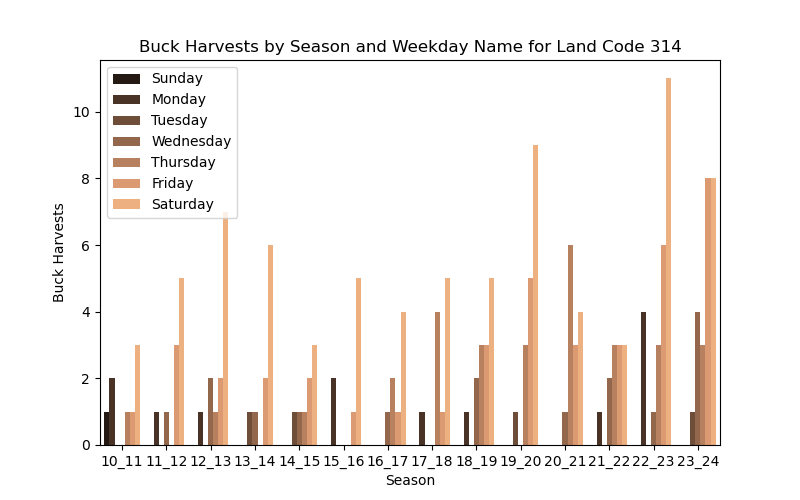 Buck Harvests by Season and Weekday Name for Land Code 314
Sunday
Monday
Tuesday
Wednesday
Thursday
Friday
Saturday
Buck Harvests
10
8
6
4
2
0
10_11 11_12 12_13 13_14 14_15 15_16 16_17 17_18 18_19 19_20 20_21 21_22 22_23 23_24
Season